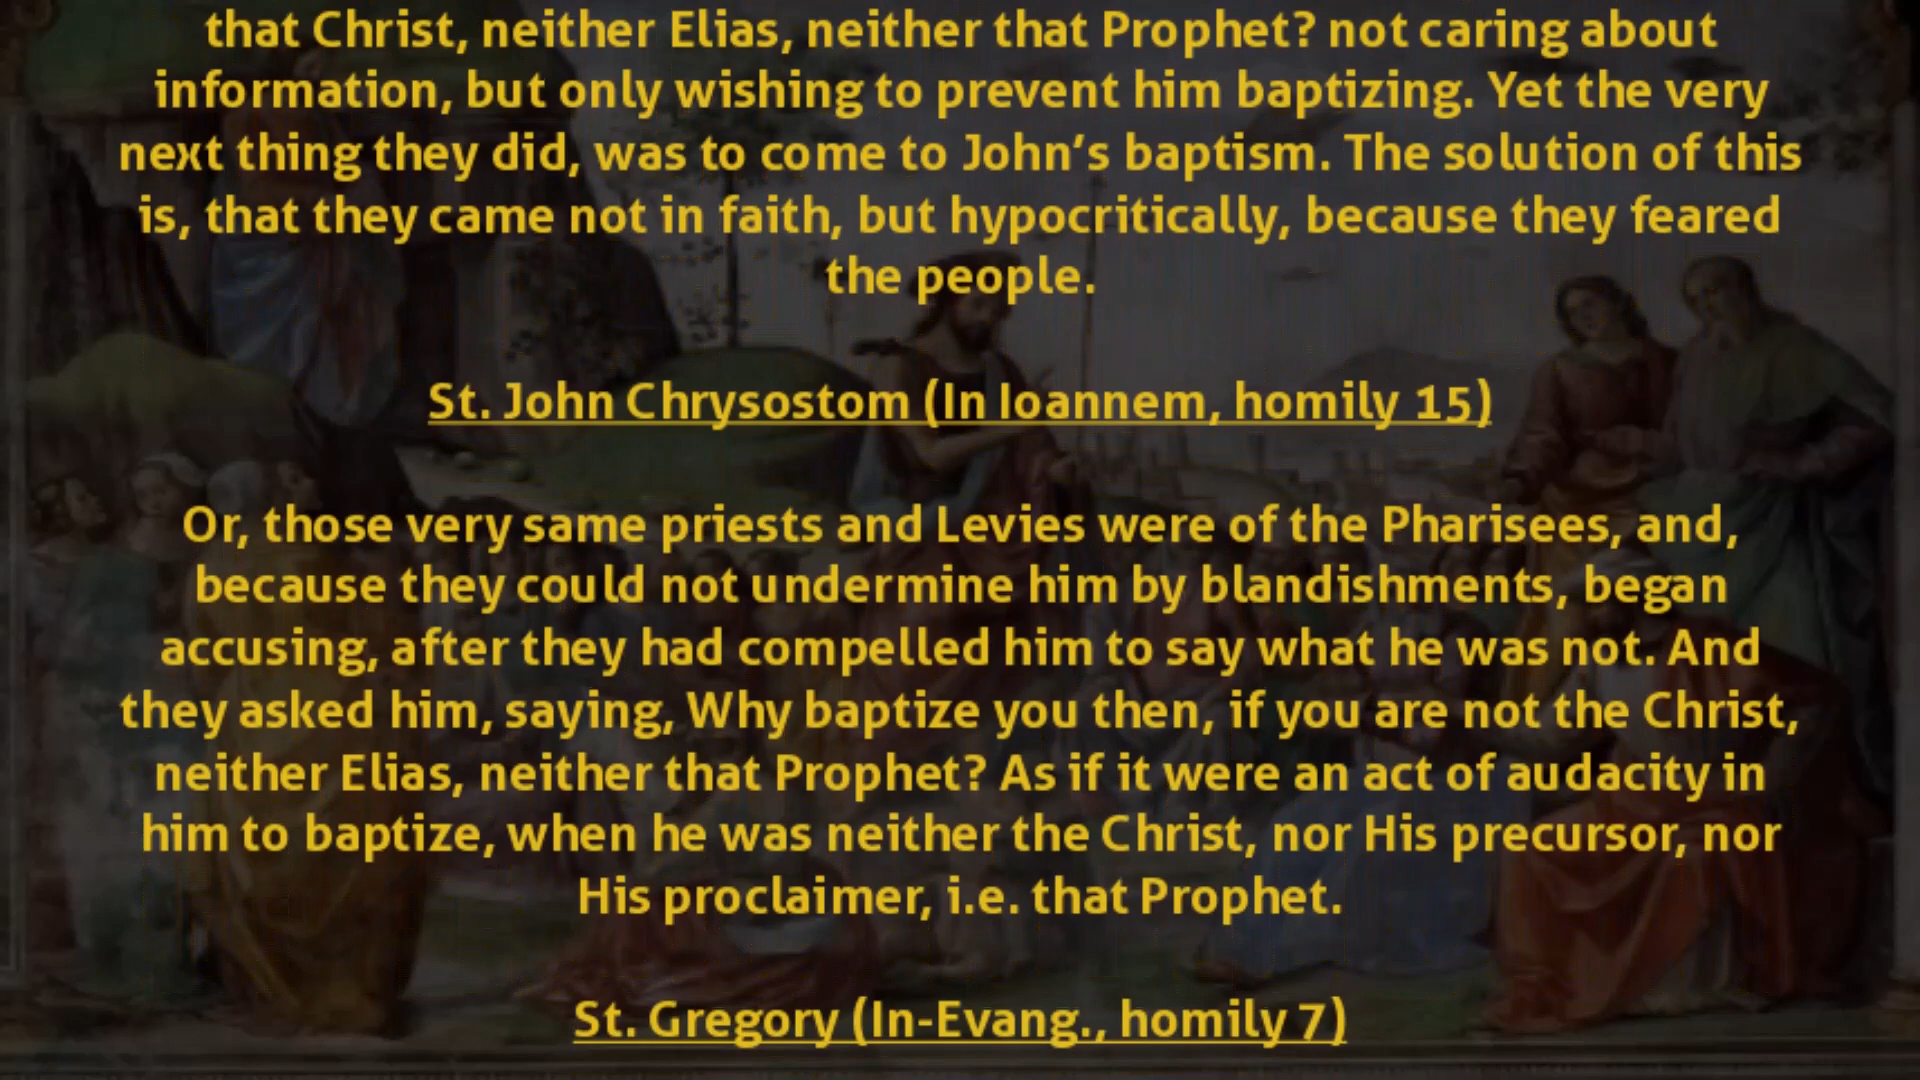 that Christ, neither Elias, neither that Prophet? not caring about
information, but only wishing to prevent him baptizing. Yet the very
next thing they did, was to come to John’s baptism. The solution of this
is, that they came not in faith, but hypocritically, because they feared
the people.
St. John Chrysostom (In Ioannem, homily 15)
Or, those very same priests and Levies were of the Pharisees, and,
because they could not undermine him by blandishments, began
accusing, after they had compelled him to say what he was not. And
they asked him, saying, Why baptize you then, if you are not the Christ,
neither Elias, neither that Prophet? As if it were an act of audacity in
him to baptize, when he was neither the Christ, nor His precursor, nor
His proclaimer, i.e. that Prophet.
St. Gregory (In-Evang., homily 7)